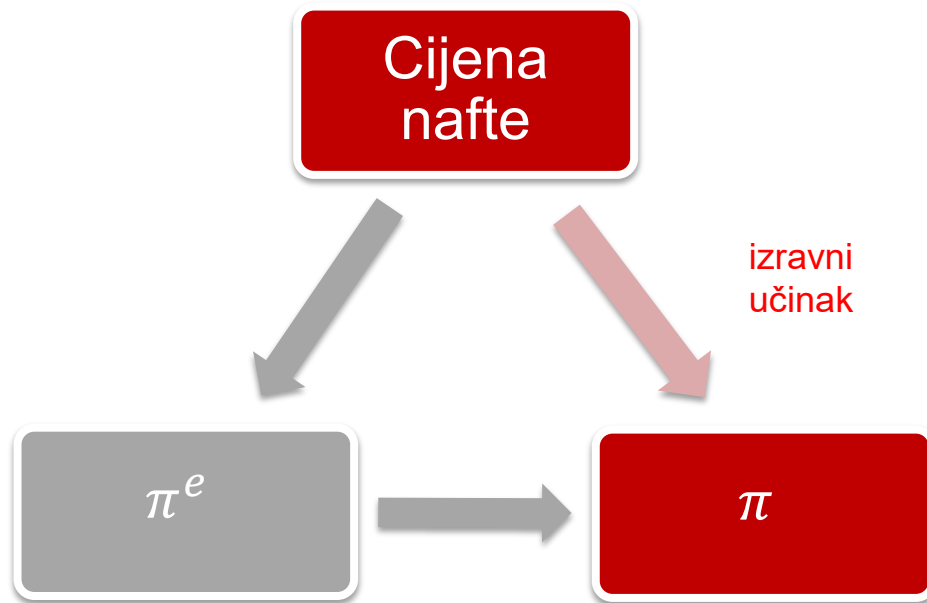 Cijena
nafte
izravni
učinak
π^e
π